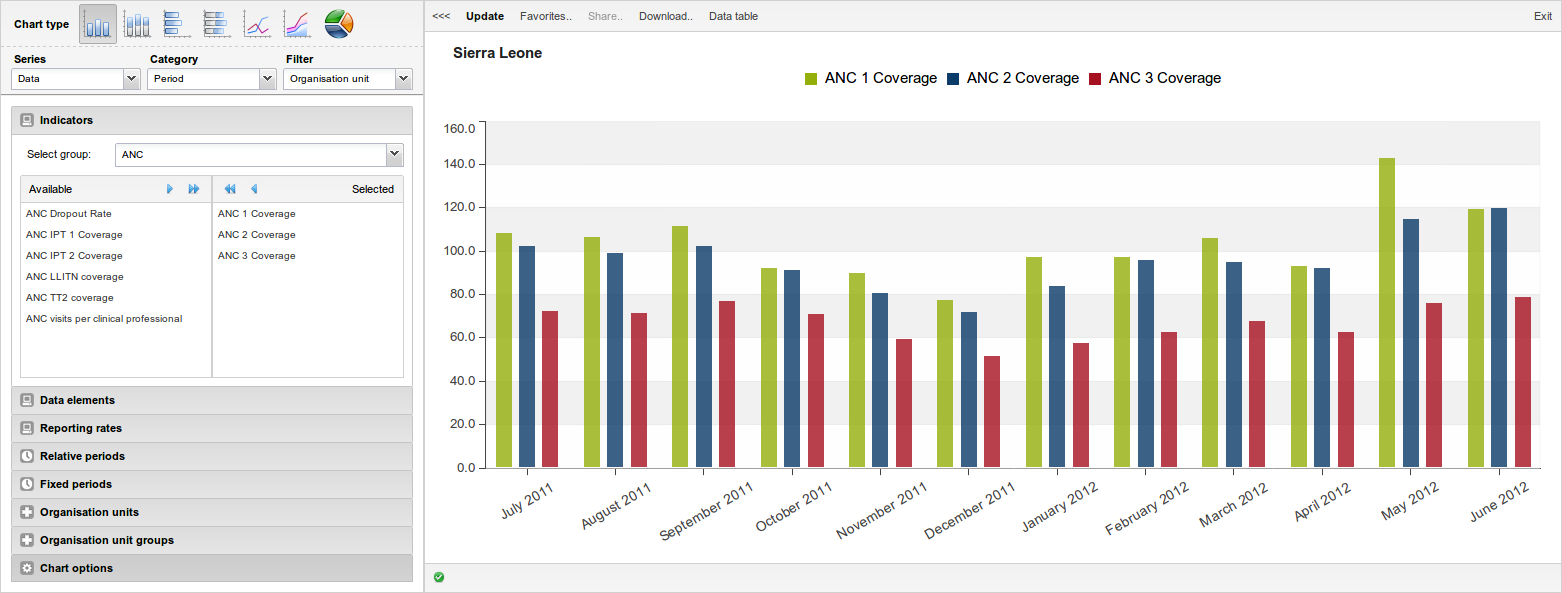 Chart type
Series Category Filter
Data Period Organisation unit
Indicators
Select group: ANC
Available Selected
ANC Dropout Rate
ANC IPT 1 Coverage
ANC IPT 2 Coverage
ANC LLITN coverage
ANC TT2 coverage
ANC visits per clinical professional
ANC 1 Coverage
ANC 2 Coverage
ANC 3 Coverage
Data elements
Reporting rates
Relative periods
Fixed periods
Organisation units
Organisation unit groups
Chart options
<<< Update Favorites.. Share.. Download.. Data table Exit
Sierra Leone
ANC 1 Coverage ANC 2 Coverage ANC 3 Coverage
160.0
140.0
120.0
100.0
80.0
60.0
40.0
20.0
0.0
July 2011 August 2011 September 2011 October 2011 November 2011 December 2011 January 2012 February 2012 March 2012 April 2012 May 2012 June 2012